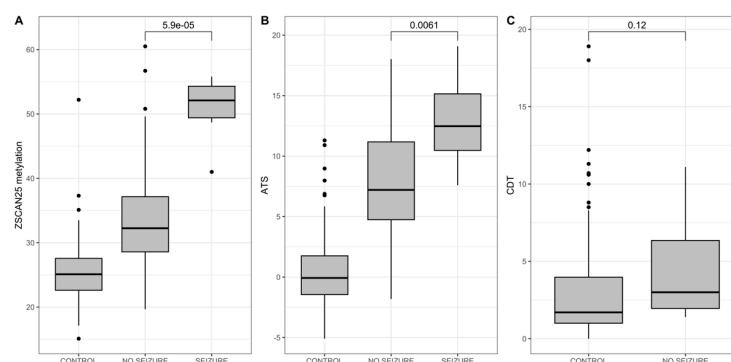 A
5.9e-05
ZSCAN25 metylation
60
50
40
30
20
CONTROL
NO SEIZURE
SEIZURE
B
0.0061
ATS
20
15
10
5
0
-5
CONTROL
NO SEIZURE
SEIZURE
C
0.12
CDT
20
15
10
5
0
CONTROL
NO SEIZURE